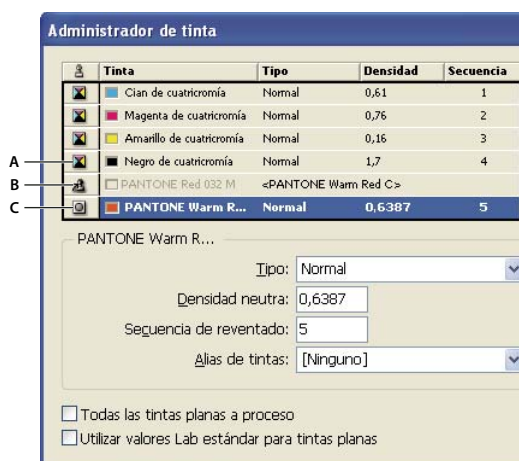 Administrador de tinta
Tinta Tipo Densidad Secuencia
Cian de cuatricromía Normal 0,61 1
Magenta de cuatricromía Normal 0,76 2
Amarillo de cuatricromía Normal 0,16 3
A Negro de cuatricromía Normal 1,7 4
B PANTONE Red 032 M <PANTONE Warm Red C>
C PANTONE Warm R... Normal 0,6387 5
PANTONE Warm R...
Tipo: Normal
Densidad neutra: 0,6387
Secuencia de reventado: 5
Alias de tintas: [Ninguno]
Todas las tintas planas a proceso
Utilizar valores Lab estándar para tintas planas